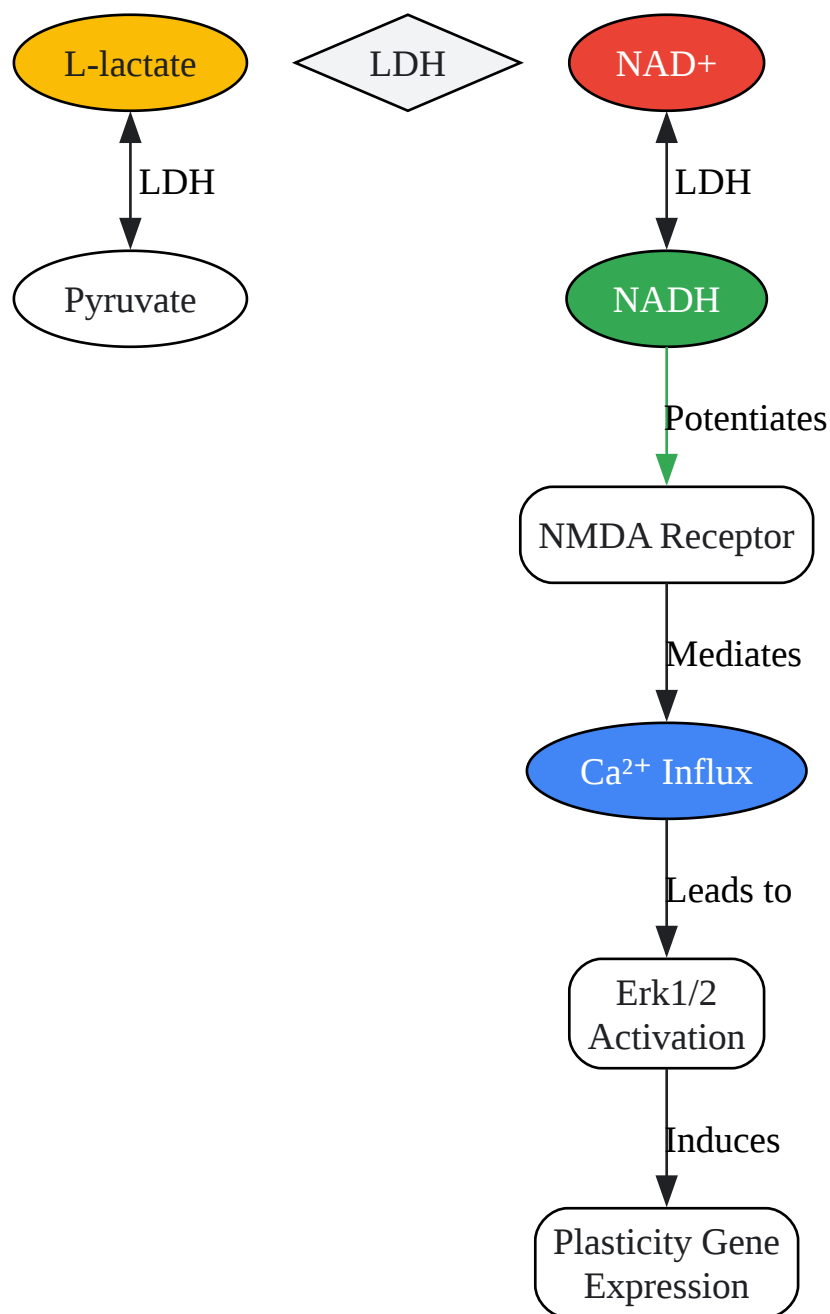 L-lactate
LDH
NAD+
LDH
LDH
Pyruvate
NADH
Potentiates
NMDA Receptor
Mediates
Ca²⁺ Influx
Leads to
Erk1/2
Activation
Induces
Plasticity Gene
Expression